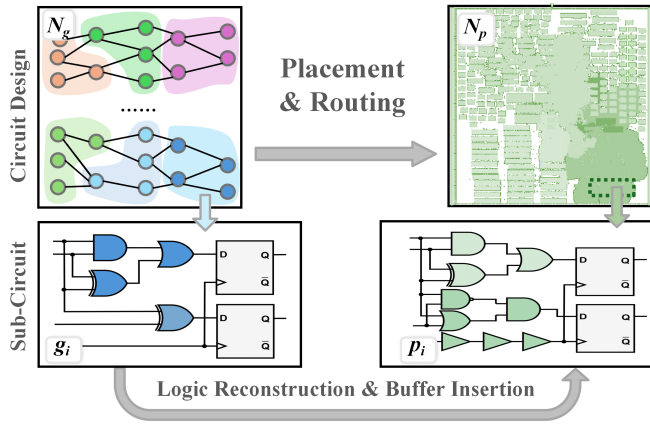 Circuit Design
N_g
......
Placement
& Routing
N_p
Sub-Circuit
D Q
Q̅
D Q
Q̅
g_i
D Q
Q̅
D Q
Q̅
p_i
Logic Reconstruction & Buffer Insertion